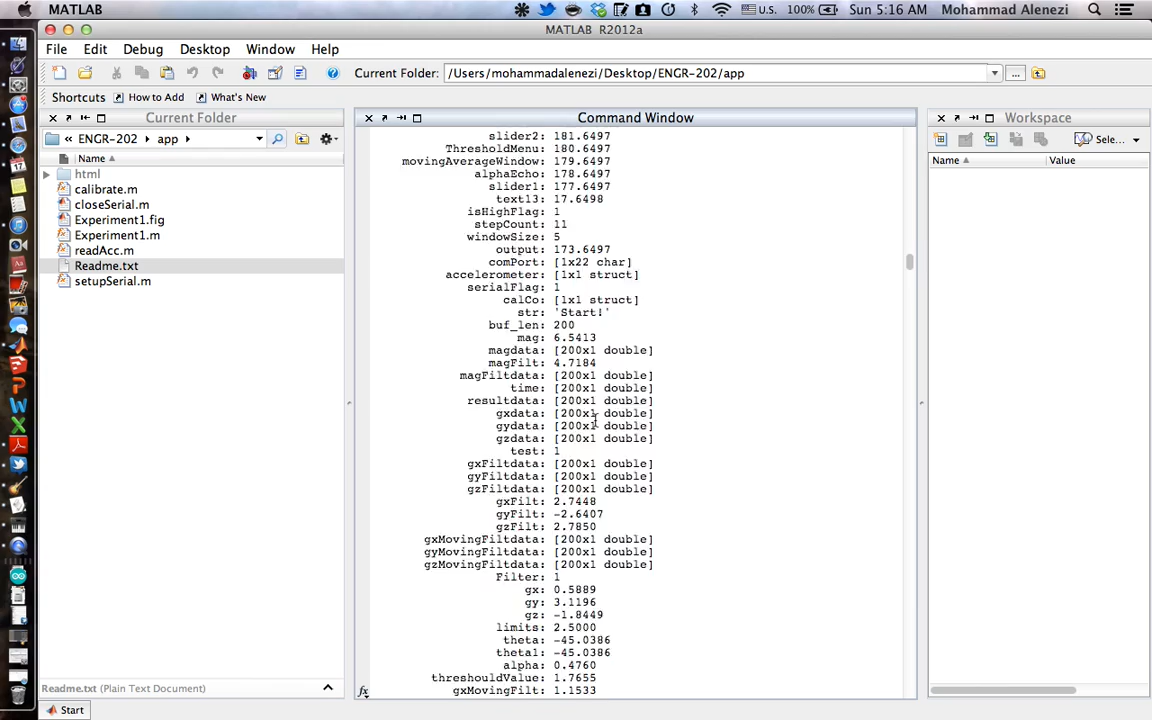 MATLAB
U.S.
100%
Sun 5:16 AM
Mohammad Alenezi
MATLAB R2012a
File Edit Debug Desktop Window Help
Current Folder: /Users/mohammadalenezi/Desktop/ENGR-202/app
Shortcuts How to Add What's New
Current Folder
« ENGR-202 ▸ app ▸
Name
html
calibrate.m
closeSerial.m
Experiment1.fig
Experiment1.m
readAcc.m
Readme.txt
setupSerial.m
Readme.txt (Plain Text Document)
Start
Command Window
slider2: 181.6497
ThresholdMenu: 180.6497
movingAverageWindow: 179.6497
alphaEcho: 178.6497
slider1: 177.6497
text13: 17.6498
isHighFlag: 1
stepCount: 11
windowSize: 5
output: 173.6497
comPort: [1x22 char]
accelerometer: [1x1 struct]
serialFlag: 1
calCo: [1x1 struct]
str: 'Start!'
buf_len: 200
mag: 6.5413
magdata: [200x1 double]
magFilt: 4.7184
magFiltdata: [200x1 double]
time: [200x1 double]
resultdata: [200x1 double]
gxdata: [200x1 double]
gydata: [200x1 double]
gzdata: [200x1 double]
test: 1
gxFiltdata: [200x1 double]
gyFiltdata: [200x1 double]
gzFiltdata: [200x1 double]
gxFilt: 2.7448
gyFilt: -2.6407
gzFilt: 2.7850
gxMovingFiltdata: [200x1 double]
gyMovingFiltdata: [200x1 double]
gzMovingFiltdata: [200x1 double]
Filter: 1
gx: 0.5889
gy: 3.1196
gz: -1.8449
limits: 2.5000
theta: -45.0386
theta1: -45.0386
alpha: 0.4760
threshouldValue: 1.7655
gxMovingFilt: 1.1533
fx
Workspace
Sele...
Name Value